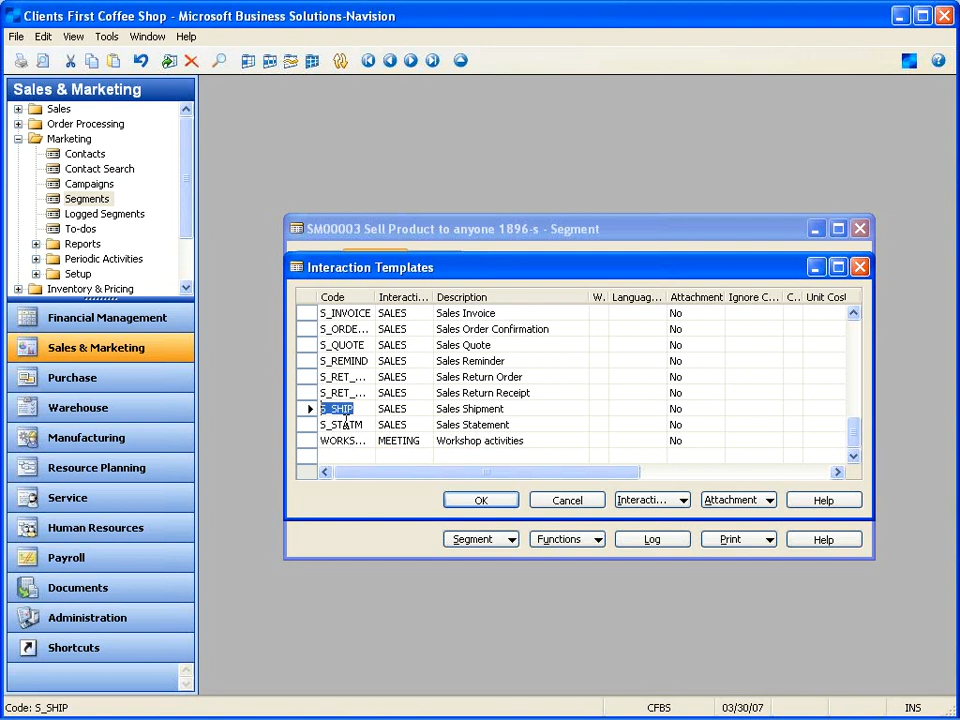 Clients First Coffee Shop - Microsoft Business Solutions-Navision
File Edit View Tools Window Help
Sales & Marketing
Sales
Order Processing
Marketing
Contacts
Contact Search
Campaigns
Segments
Logged Segments
To-dos
Reports
Periodic Activities
Setup
Inventory & Pricing
Financial Management
Sales & Marketing
Purchase
Warehouse
Manufacturing
Resource Planning
Service
Human Resources
Payroll
Documents
Administration
Shortcuts
SM00003 Sell Product to anyone 1896-s - Segment
Interaction Templates
Code Interacti... Description W. Languag... Attachment Ignore C... C.. Unit Cost
S_INVOICE SALES Sales Invoice No
S_ORDE... SALES Sales Order Confirmation No
S_QUOTE SALES Sales Quote No
S_REMIND SALES Sales Reminder No
S_RET_... SALES Sales Return Order No
S_RET_... SALES Sales Return Receipt No
S_SHIP SALES Sales Shipment No
S_STATM SALES Sales Statement No
WORKS... MEETING Workshop activities No
OK Cancel Interacti... Attachment Help
Segment Functions Log Print Help
Code: S_SHIP CFBS 03/30/07 INS